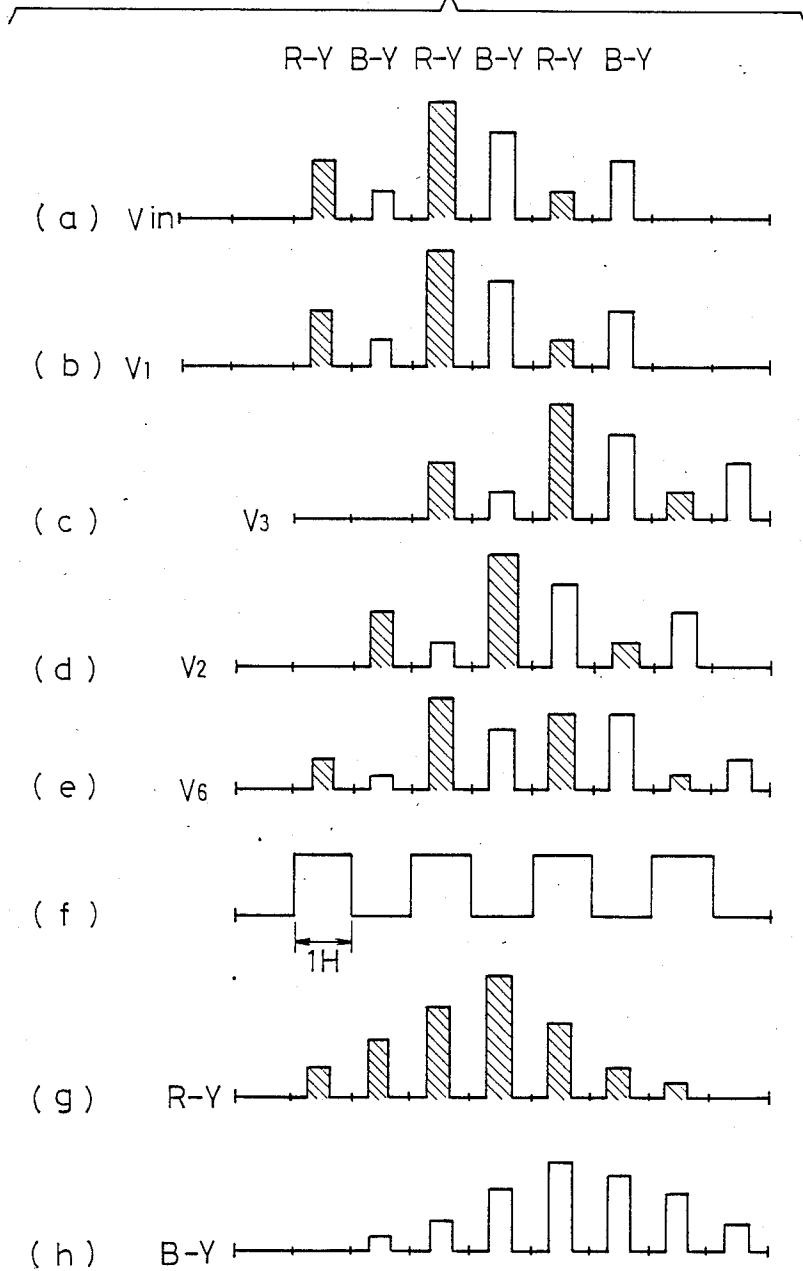 R-Y B-Y R-Y B-Y R-Y B-Y
(a) Vin
(b) V1
(c) V3
(d) V2
(e) V6
(f)
1H
(g) R-Y
(h) B-Y